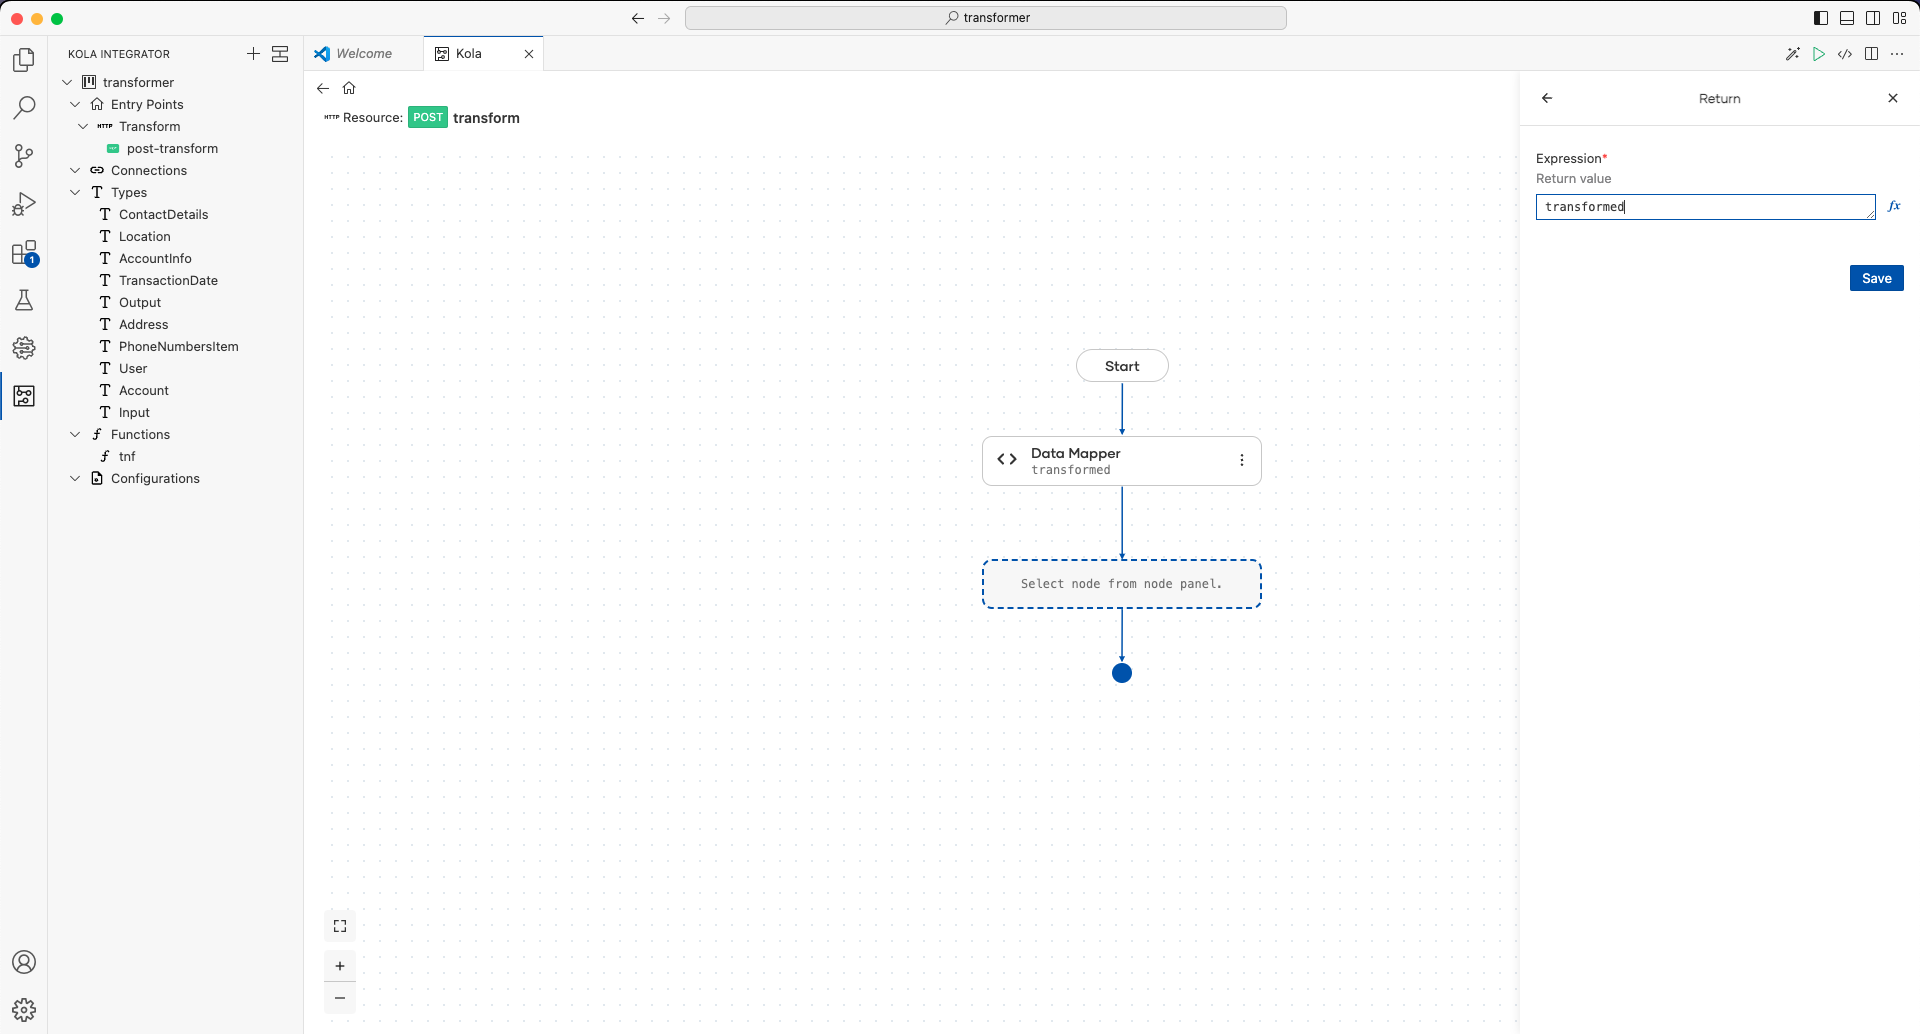 transformer
KOLA INTEGRATOR
transformer
Entry Points
HTTP Transform
post-transform
Connections
Types
ContactDetails
Location
AccountInfo
TransactionDate
Output
Address
PhoneNumbersItem
User
Account
Input
Functions
tnf
Configurations
1
Welcome
Kola
HTTP Resource: POST transform
Start
Data Mapper
transformed
Select node from node panel.
Return
Expression*
Return value
transformed
fx
Save